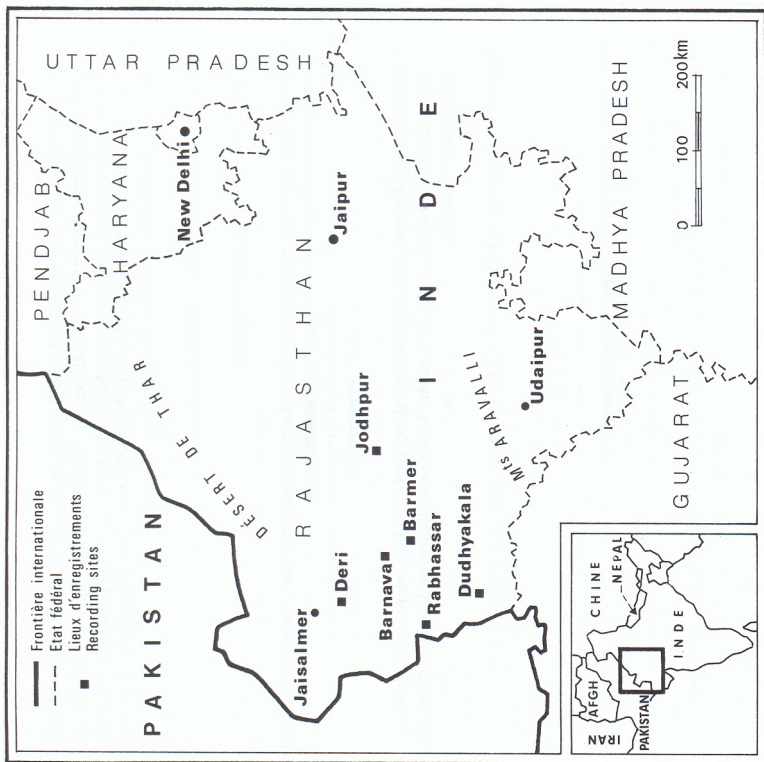 Frontière internationale
Etat fédéral
Lieux d'enregistrements
Recording sites
PAKISTAN
PENDJAB
HARYANA
UTTAR PRADESH
New Delhi
DÉSERT DE THAR
RAJASTHAN
Jaipur
Jaisalmer
Deri
Jodhpur
Barnava
Barmer
INDE
Rabhassar
Dudhyakala
Mts ARAVALLI
Udaipur
MADHYA PRADESH
GUJARAT
0 100 200km
AFGH
IRAN
PAKISTAN
CHINE
NEPAL
INDE